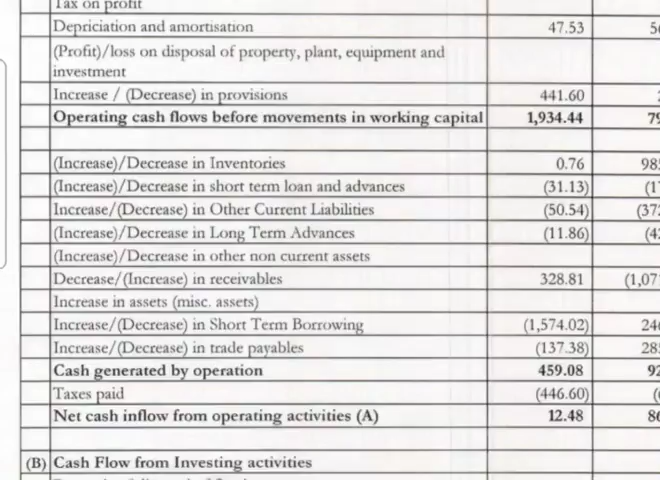 Tax on profit
Depriciation and amortisation 47.53
(Profit)/loss on disposal of property, plant, equipment and
investment
Increase / (Decrease) in provisions 441.60
Operating cash flows before movements in working capital 1,934.44
(Increase)/Decrease in Inventories 0.76
(Increase)/Decrease in short term loan and advances (31.13)
Increase/(Decrease) in Other Current Liabilities (50.54)
(Increase)/Decrease in Long Term Advances (11.86)
(Increase)/Decrease in other non current assets
Decrease/(Increase) in receivables 328.81
Increase in assets (misc. assets)
Increase/(Decrease) in Short Term Borrowing (1,574.02)
Increase/(Decrease) in trade payables (137.38)
Cash generated by operation 459.08
Taxes paid (446.60)
Net cash inflow from operating activities (A) 12.48
(B) Cash Flow from Investing activities